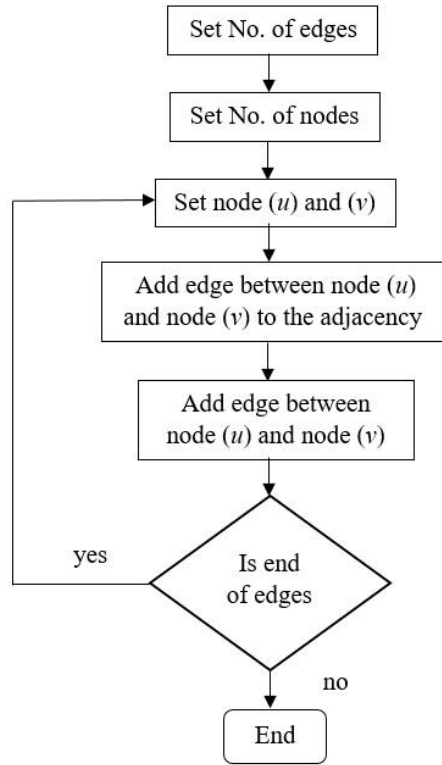 Set No. of edges
Set No. of nodes
Set node (u) and (v)
Add edge between node (u)
and node (v) to the adjacency
Add edge between
node (u) and node (v)
yes
Is end
of edges
no
End